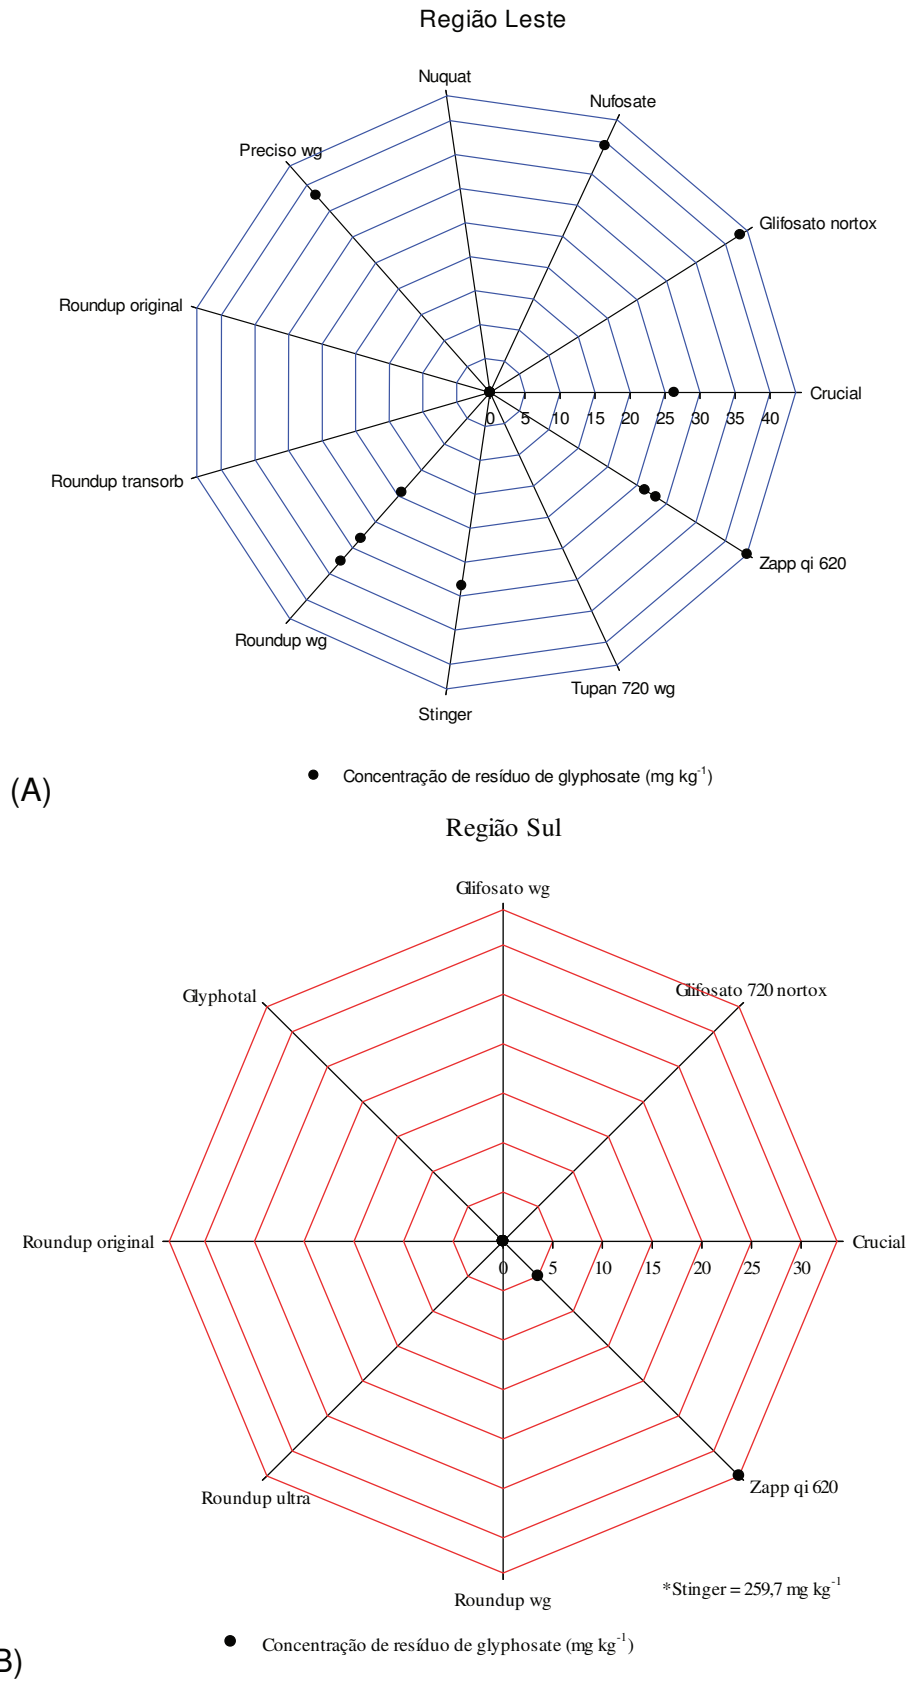 Região Leste
Nuquat
Nufosate
Preciso wg
Glifosato nortox
Roundup original
Crucial
0 5 10 15 20 25 30 35 40
Roundup transorb
Zapp qi 620
Roundup wg
Tupan 720 wg
Stinger
Concentração de resíduo de glyphosate (mg kg⁻¹)
(A)
Região Sul
Glifosato wg
Glyphotal
Glifosato 720 nortox
Roundup original
Crucial
0 5 10 15 20 25 30
Roundup ultra
Zapp qi 620
Roundup wg
*Stinger = 259,7 mg kg⁻¹
Concentração de resíduo de glyphosate (mg kg⁻¹)
B)